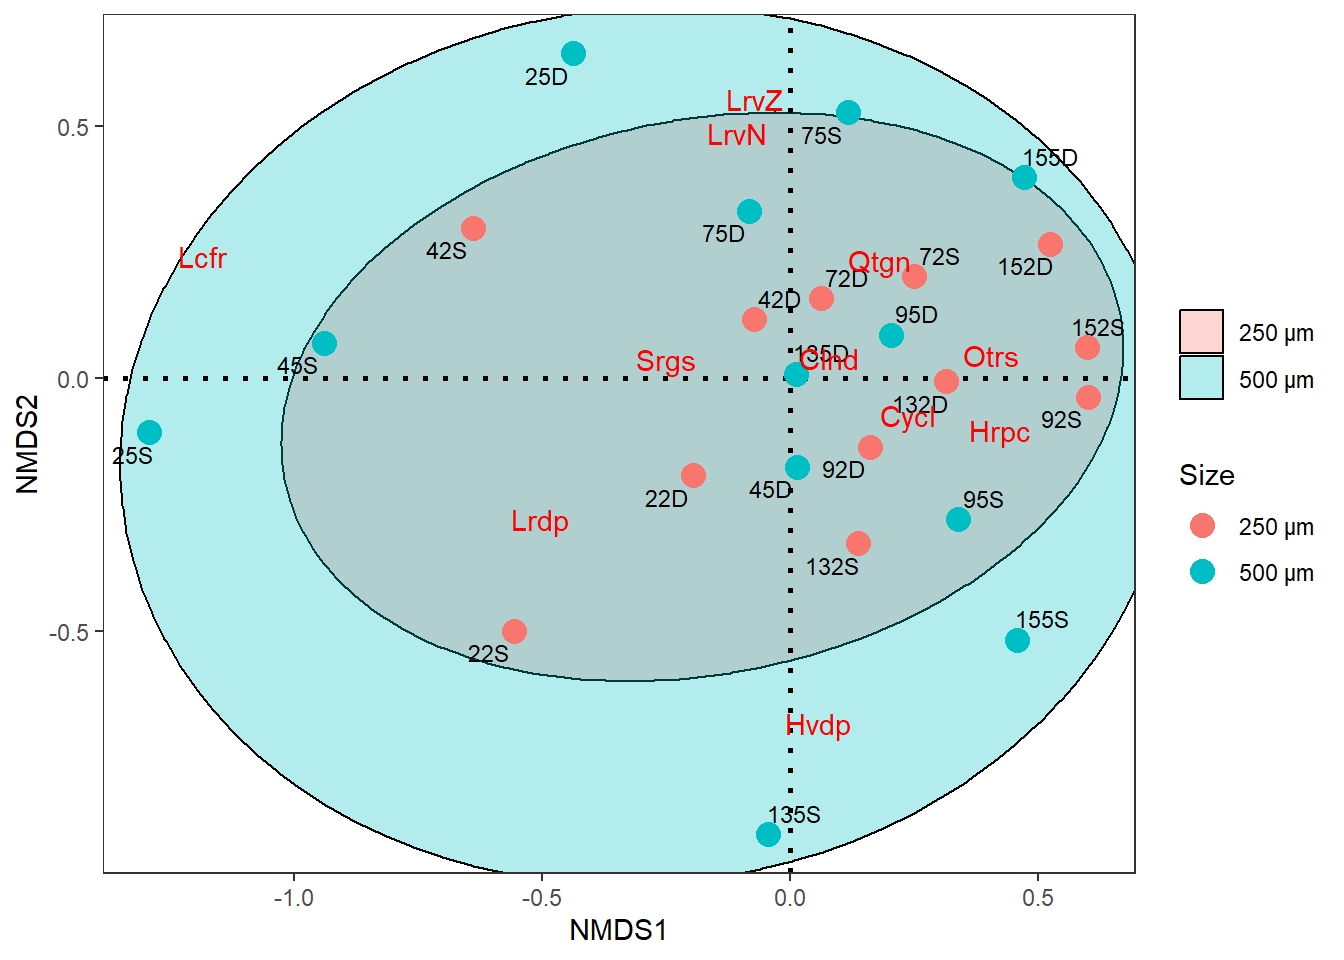 25D
LrvZ
LrvN
75S
155D
0.5
42S
75D
Lcfr
Qtgn
72S
152D
72D
42D
95D
152S
45S
Srgs
135D
Clnd
Otrs
0.0
132D
92S
Cycl
Hrpc
25S
22D
45D
92D
95S
Lrdp
132S
155S
22S
-0.5
Hvdp
135S
NMDS2
-1.0
-0.5
0.0
0.5
NMDS1
250 µm
500 µm
Size
250 µm
500 µm